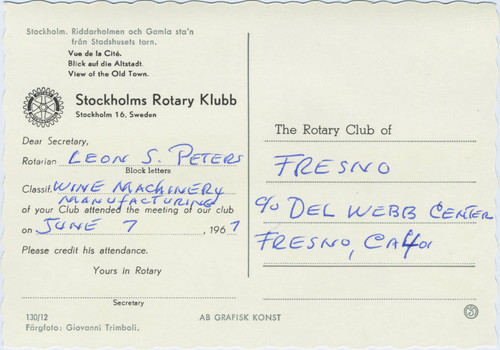 Stockholm. Riddarholmen och Gamla sta'n
från Stadshusets torn.
Vue de la Cité.
Blick auf die Altstadt.
View of the Old Town.
Stockholms Rotary Klubb
Stockholm 16, Sweden
Dear Secretary,
Rotarian LEON S. PETERS
Block letters
Classif. WINE MACHINERY
MANUFACTURING
of your Club attended the meeting of our club
on JUNE 7, 1967
Please credit his attendance.
Yours in Rotary
Secretary
130/12
Färgfoto: Giovanni Trimboli.
AB GRAFISK KONST
The Rotary Club of
FRESNO
c/o DEL WEBB CENTER
FRESNO,